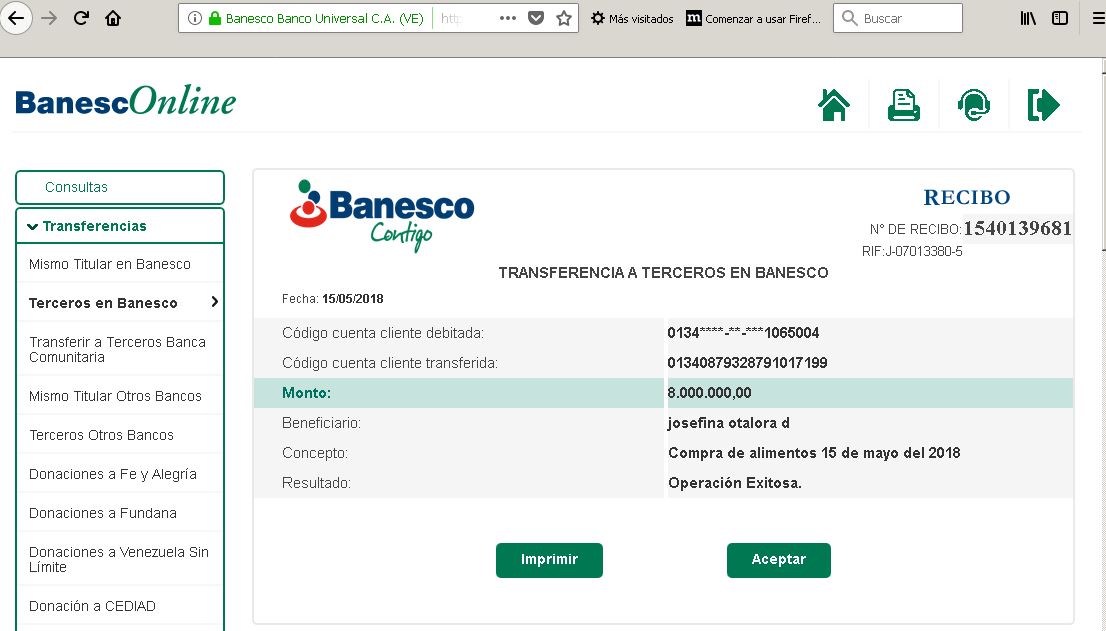 Banesco Banco Universal C.A. (VE)
http
Más visitados
Comenzar a usar Firef...
Buscar
BanescOnline
Consultas
Transferencias
Mismo Titular en Banesco
Terceros en Banesco
Transferir a Terceros Banca
Comunitaria
Mismo Titular Otros Bancos
Terceros Otros Bancos
Donaciones a Fe y Alegría
Donaciones a Fundana
Donaciones a Venezuela Sin
Límite
Donación a CEDIAD
Banesco
Contigo
RECIBO
N° DE RECIBO: 1540139681
RIF:J-07013380-5
TRANSFERENCIA A TERCEROS EN BANESCO
Fecha: 15/05/2018
Código cuenta cliente debitada: 0134****-**-***1065004
Código cuenta cliente transferida: 01340879328791017199
Monto: 8.000.000,00
Beneficiario: josefina otalora d
Concepto: Compra de alimentos 15 de mayo del 2018
Resultado: Operación Exitosa.
Imprimir
Aceptar